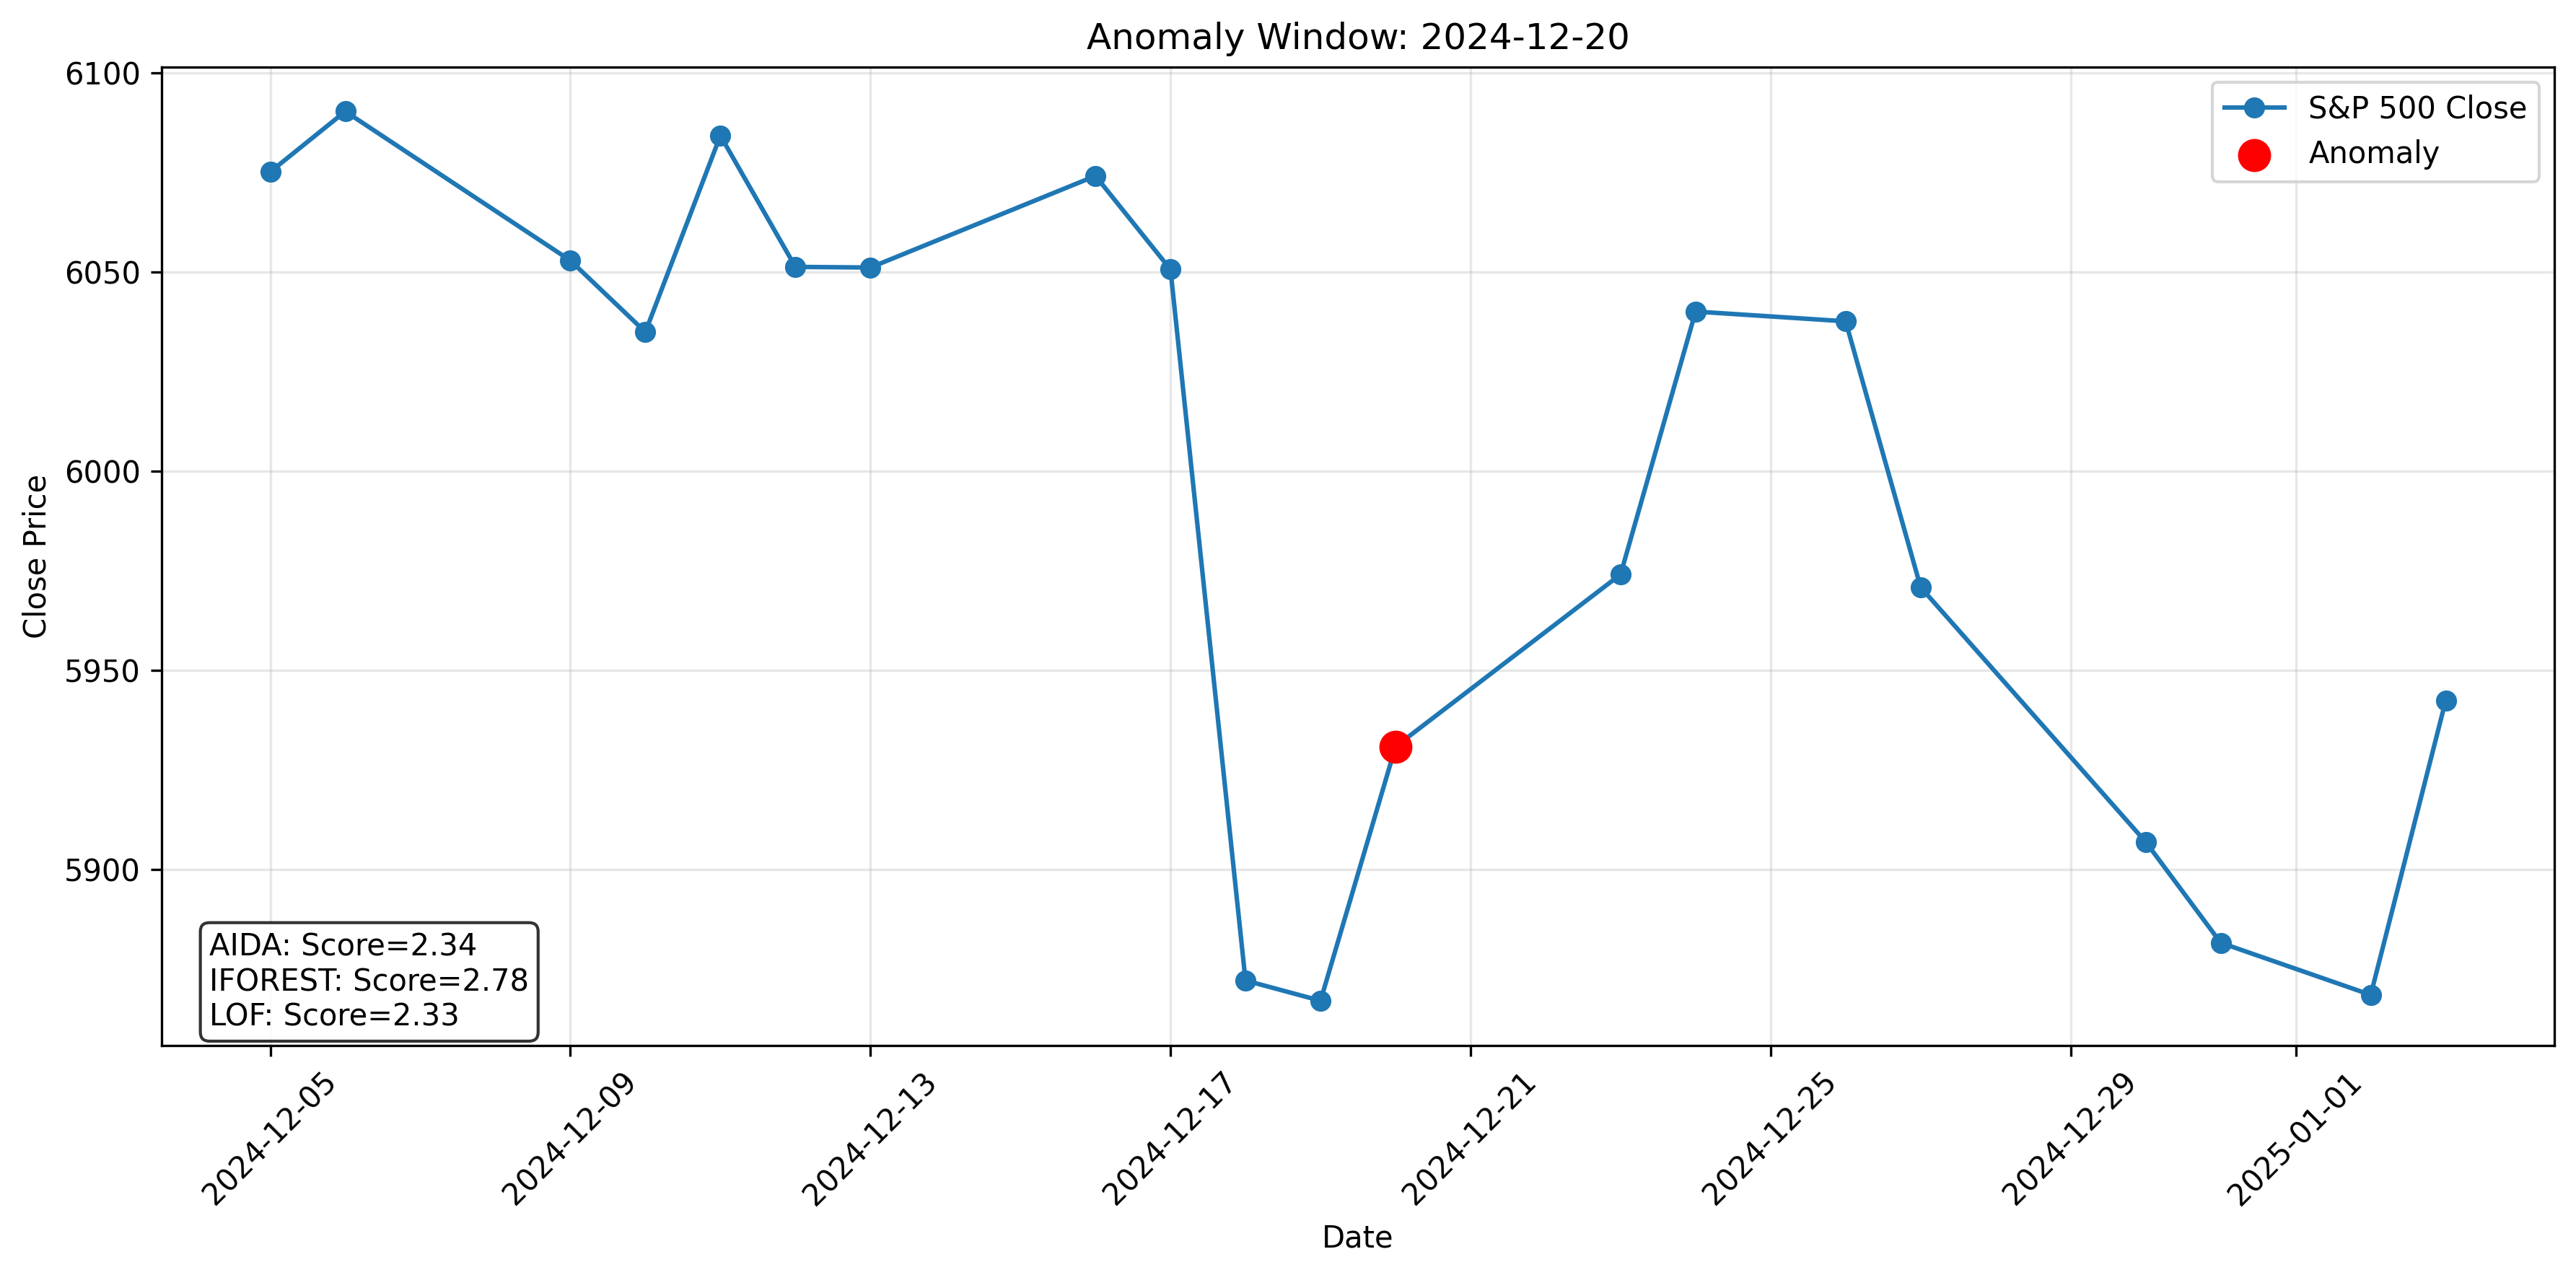 Anomaly Window: 2024-12-20
S&P 500 Close
Anomaly
Close Price
6100
6050
6000
5950
5900
AIDA: Score=2.34
IFOREST: Score=2.78
LOF: Score=2.33
2024-12-05
2024-12-09
2024-12-13
2024-12-17
2024-12-21
2024-12-25
2024-12-29
2025-01-01
Date